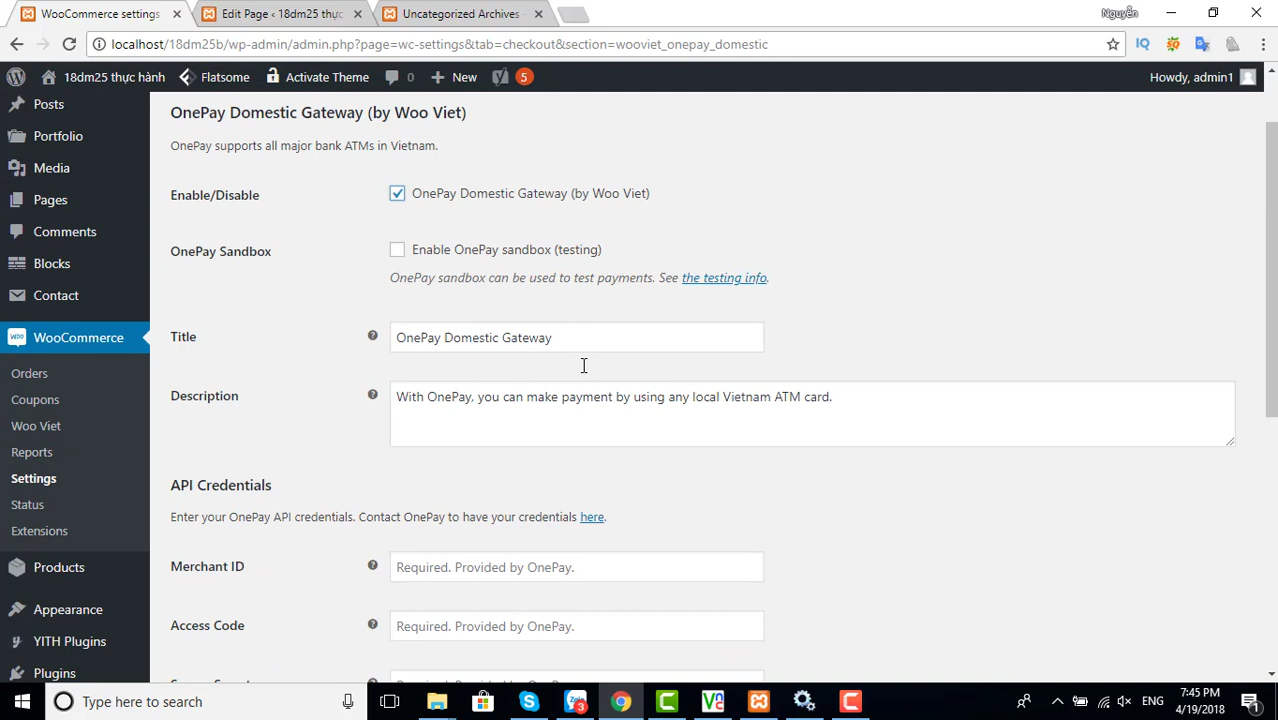 WooCommerce settings
Edit Page ‹ 18dm25 thực
Uncategorized Archives -
Nguyễn
localhost/18dm25b/wp-admin/admin.php?page=wc-settings&tab=checkout&section=wooviet_onepay_domestic
18dm25 thực hành
Flatsome
Activate Theme
0
New
5
Howdy, admin1
Posts
Portfolio
Media
Pages
Comments
Blocks
Contact
WooCommerce
Orders
Coupons
Woo Viet
Reports
Settings
Status
Extensions
Products
Appearance
YITH Plugins
Plugins
OnePay Domestic Gateway (by Woo Viet)
OnePay supports all major bank ATMs in Vietnam.
Enable/Disable
OnePay Domestic Gateway (by Woo Viet)
OnePay Sandbox
Enable OnePay sandbox (testing)
OnePay sandbox can be used to test payments. See the testing info.
Title
OnePay Domestic Gateway
Description
With OnePay, you can make payment by using any local Vietnam ATM card.
API Credentials
Enter your OnePay API credentials. Contact OnePay to have your credentials here.
Merchant ID
Required. Provided by OnePay.
Access Code
Required. Provided by OnePay.
Type here to search
ENG
7:45 PM
4/19/2018